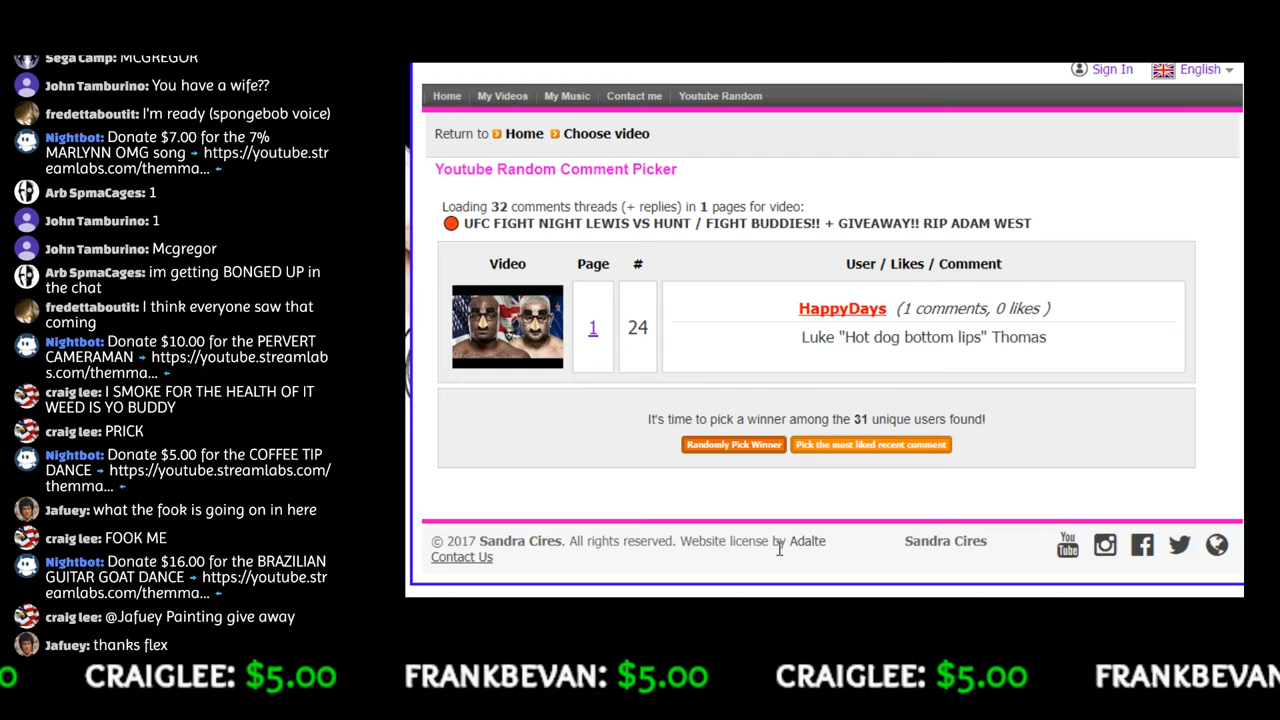 Sega Camp: MCGREGOR
John Tamburino: You have a wife??
fredettaboutit: I'm ready (spongebob voice)
Nightbot: Donate $7.00 for the 7%
MARLYNN OMG song → https://youtube.str
eamlabs.com/themma... ←
Arb SpmaCages: 1
John Tamburino: 1
John Tamburino: Mcgregor
Arb SpmaCages: im getting BONGED UP in
the chat
fredettaboutit: I think everyone saw that
coming
Nightbot: Donate $10.00 for the PERVERT
CAMERAMAN → https://youtube.streamlab
s.com/themma... ←
craig lee: I SMOKE FOR THE HEALTH OF IT
WEED IS YO BUDDY
craig lee: PRICK
Nightbot: Donate $5.00 for the COFFEE TIP
DANCE → https://youtube.streamlabs.com/
themma... ←
Jafuey: what the fook is going on in here
craig lee: FOOK ME
Nightbot: Donate $16.00 for the BRAZILIAN
GUITAR GOAT DANCE → https://youtube.str
eamlabs.com/themma... ←
craig lee: @Jafuey Painting give away
Jafuey: thanks flex
Sign In English
Home My Videos My Music Contact me Youtube Random
Return to Home Choose video
Youtube Random Comment Picker
Loading 32 comments threads (+ replies) in 1 pages for video:
UFC FIGHT NIGHT LEWIS VS HUNT / FIGHT BUDDIES!! + GIVEAWAY!! RIP ADAM WEST
Video Page # User / Likes / Comment
HappyDays (1 comments, 0 likes )
1 24
Luke "Hot dog bottom lips" Thomas
It's time to pick a winner among the 31 unique users found!
Randomly Pick Winner Pick the most liked recent comment
© 2017 Sandra Cires. All rights reserved. Website license by Adalte Sandra Cires You Tube
Contact Us
0 CRAIGLEE: $5.00 FRANKBEVAN: $5.00 CRAIGLEE: $5.00 FRANKBEVAN: